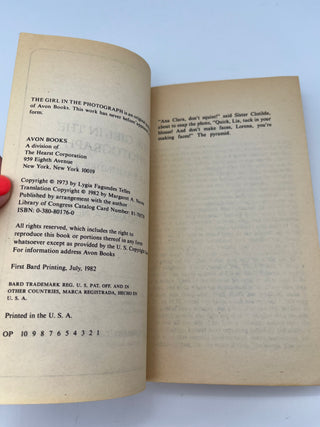 THE GIRL IN THE PHOTOGRAPH is an original
of Avon Books. This work has never before
form.
AVON BOOKS
A division of
The Hearst Corporation
959 Eighth Avenue
New York, New York 10019
Copyright © 1973 by Lygia Fagundes Telles
Translation Copyright © 1982 by Margaret A.
Published by arrangement with the author
Library of Congress Catalog Card Number:
ISBN: 0-380-80176-0
All rights reserved, which includes the right to
reproduce this book or portions thereof in any form
whatsoever except as provided by the U. S. Copyright
For information address Avon Books
First Bard Printing, July, 1982
BARD TRADEMARK REG. U. S. PAT. OFF. AND IN
OTHER COUNTRIES, MARCA REGISTRADA, HECHO EN
U. S. A.
Printed in the U. S. A.
OP 10 9 8 7 6 5 4 3 2 1
"Ana Clara, don't squint!" said Sister Clotilde,
about to snap the photo, "Quick, Lia, tuck in your
blouse! And don't make faces, Lorena, you're
making faces!" The pyramid.